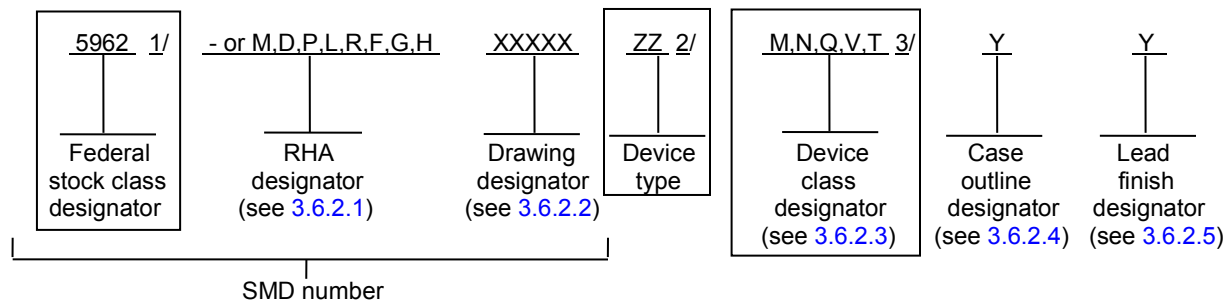 5962 1/ - or M,D,P,L,R,F,G,H XXXXX ZZ 2/ M,N,Q,V,T 3/ Y Y
Federal stock class designator
RHA designator (see 3.6.2.1)
Drawing designator (see 3.6.2.2)
Device type
Device class designator (see 3.6.2.3)
Case outline designator (see 3.6.2.4)
Lead finish designator (see 3.6.2.5)
SMD number